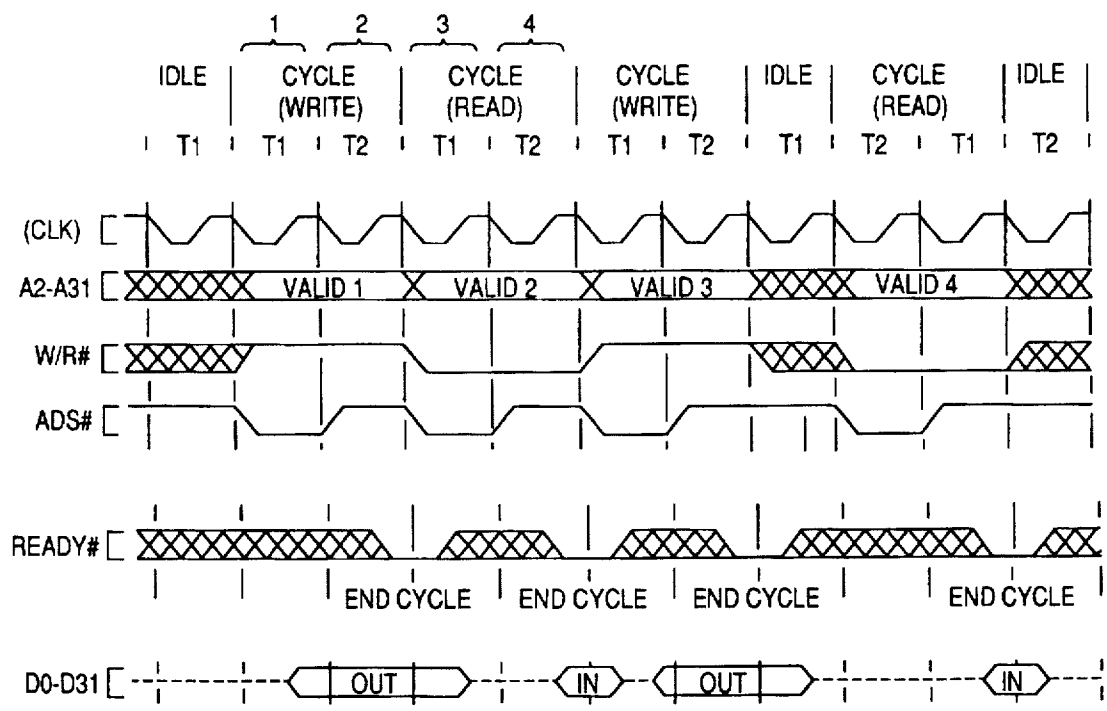 1 2 3 4
IDLE CYCLE (WRITE) CYCLE (READ) CYCLE (WRITE) IDLE CYCLE (READ) IDLE
T1 T1 T2 T1 T2 T1 T2 T1 T2 T1 T2
(CLK)
A2-A31 VALID 1 VALID 2 VALID 3 VALID 4
W/R#
ADS#
READY#
END CYCLE END CYCLE END CYCLE END CYCLE
D0-D31 OUT IN OUT IN